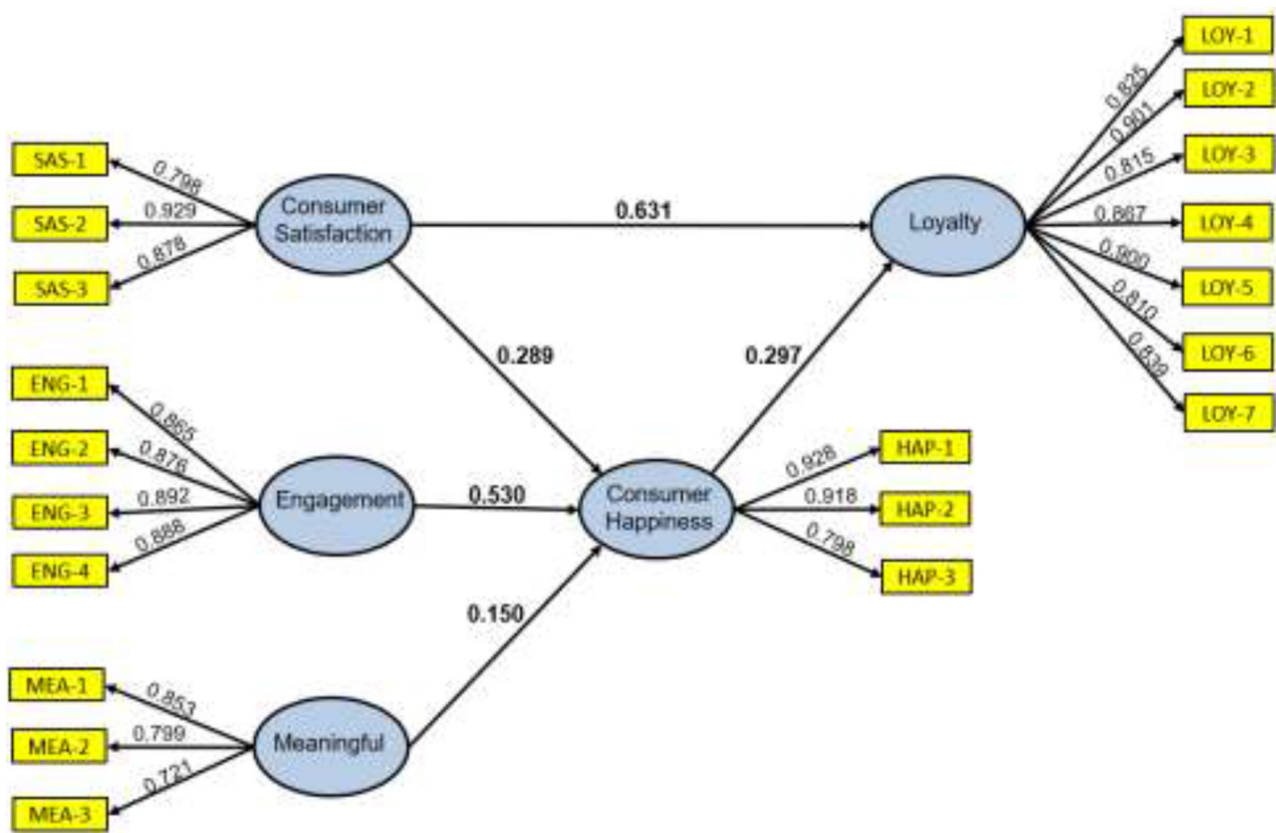 LOY-1
0.825
LOY-2
0.901
LOY-3
0.815
LOY-4
0.867
LOY-5
0.900
LOY-6
0.810
LOY-7
0.839
Loyalty
SAS-1
0.798
SAS-2
0.929
SAS-3
0.878
Consumer
Satisfaction
0.631
0.289
0.297
ENG-1
0.865
ENG-2
0.876
ENG-3
0.892
ENG-4
0.888
Engagement
0.530
Consumer
Happiness
HAP-1
0.928
HAP-2
0.918
HAP-3
0.798
0.150
MEA-1
0.853
MEA-2
0.799
MEA-3
0.721
Meaningful